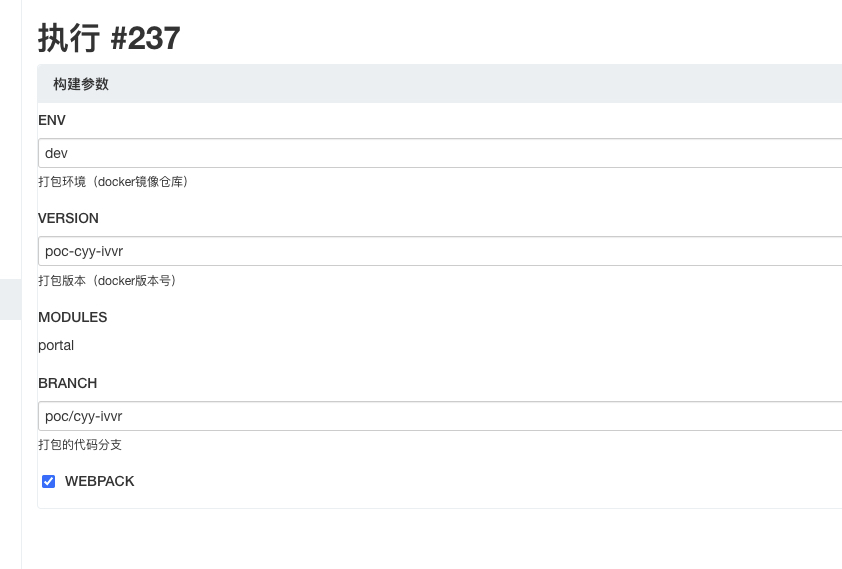 执行 #237
构建参数
ENV
dev
打包环境（docker镜像仓库）
VERSION
poc-cyy-ivvr
打包版本（docker版本号）
MODULES
portal
BRANCH
poc/cyy-ivvr
打包的代码分支
WEBPACK